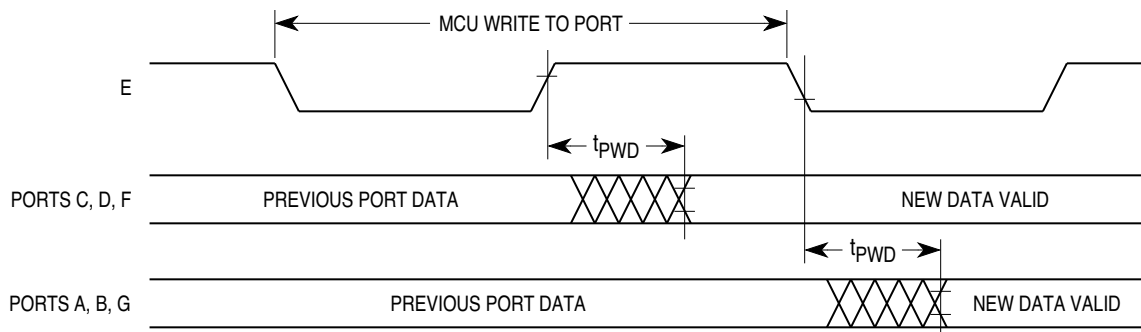 MCU WRITE TO PORT
E
tPWD
PORTS C, D, F
PREVIOUS PORT DATA
NEW DATA VALID
tPWD
PORTS A, B, G
PREVIOUS PORT DATA
NEW DATA VALID